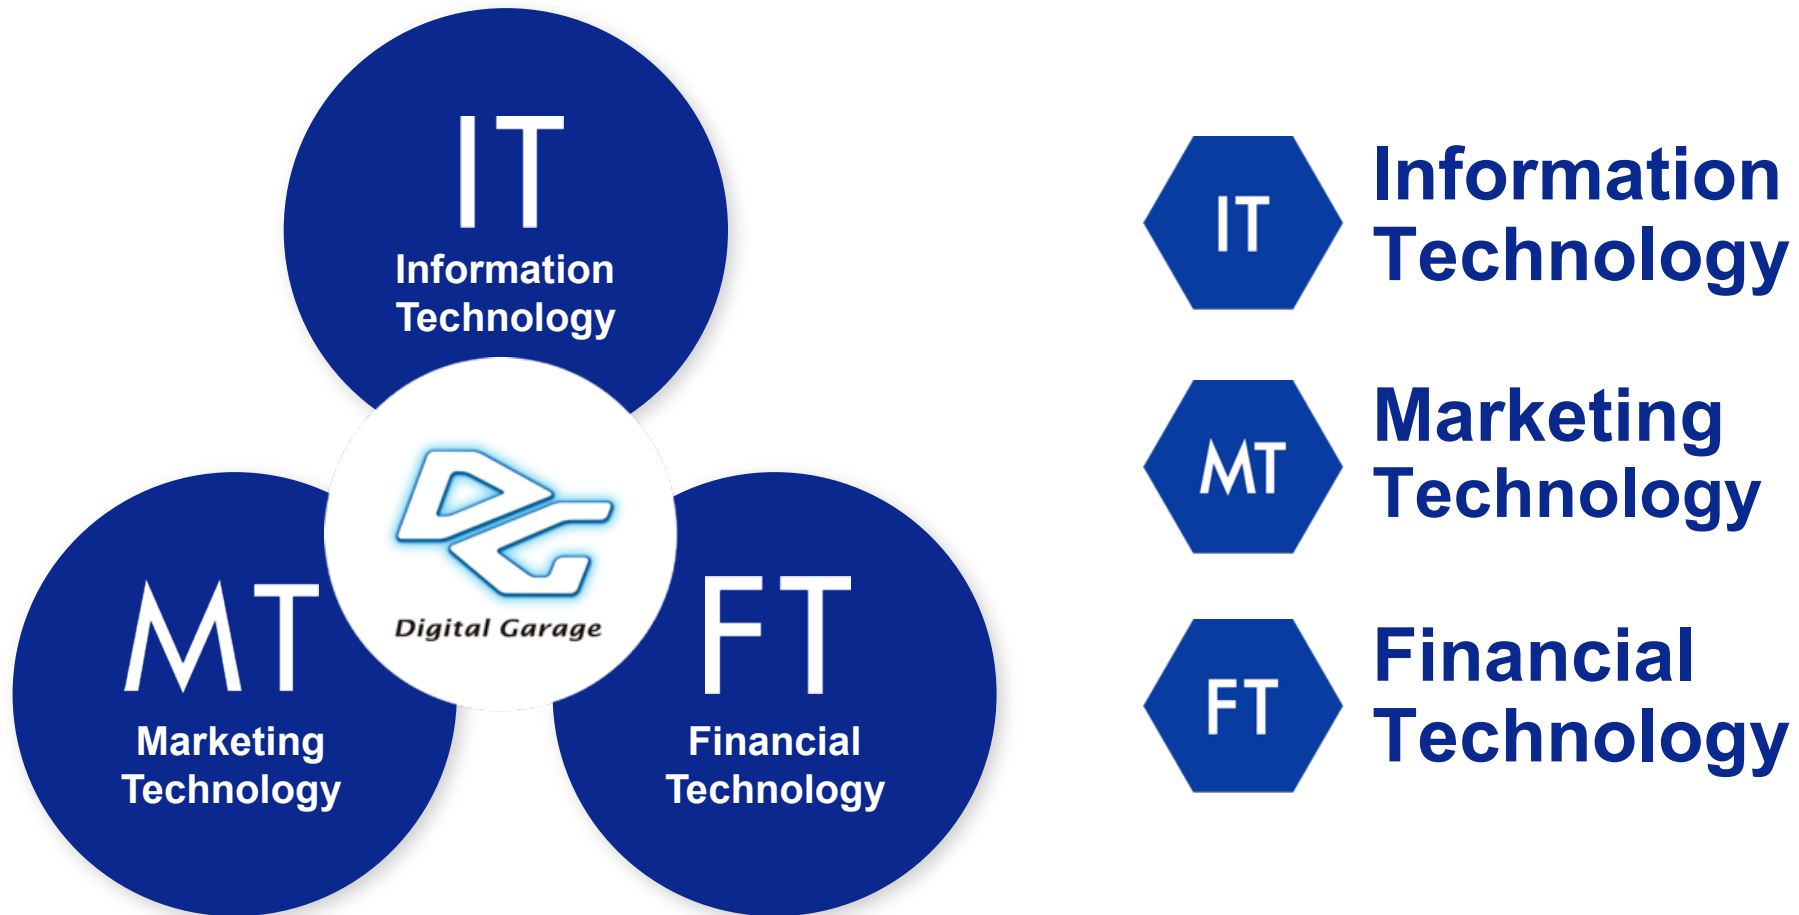 IT
Information
Technology
DG
Digital Garage
MT
Marketing
Technology
FT
Financial
Technology
IT
Information
Technology
MT
Marketing
Technology
FT
Financial
Technology